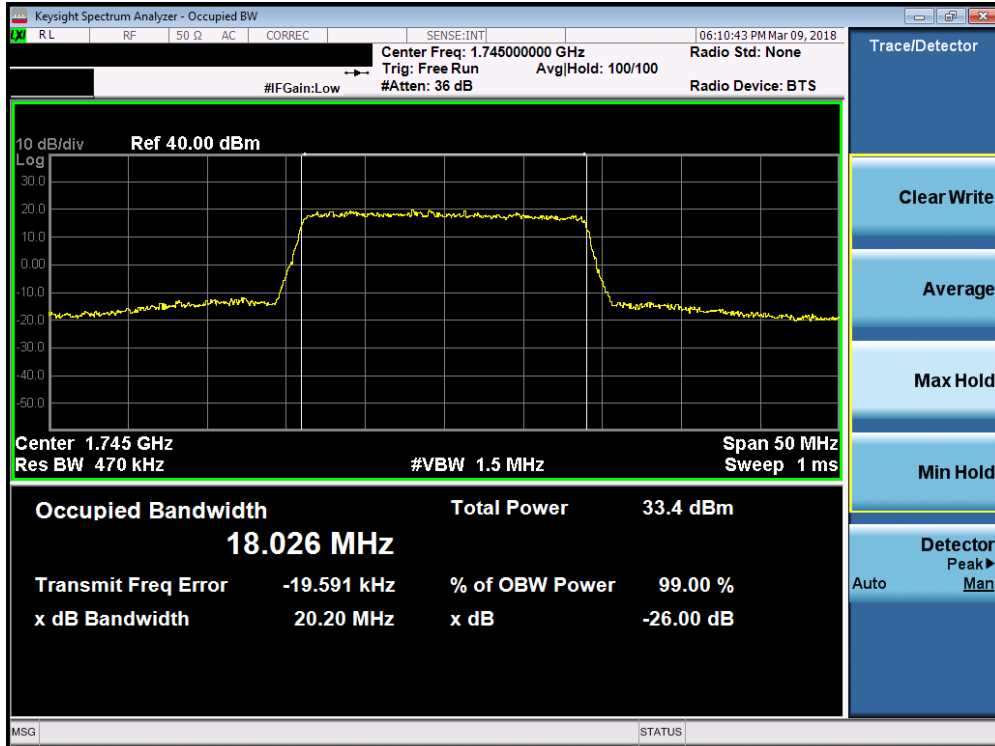 Keysight Spectrum Analyzer - Occupied BW
LXI RL RF 50 Ω AC CORREC SENSE:INT 06:10:43 PM Mar 09, 2018
Center Freq: 1.745000000 GHz Radio Std: None
Trig: Free Run Avg|Hold: 100/100
#IFGain:Low #Atten: 36 dB Radio Device: BTS
Trace/Detector
10 dB/div Ref 40.00 dBm
Log
30.0
20.0
10.0
0.00
-10.0
-20.0
-30.0
-40.0
-50.0
Center 1.745 GHz Span 50 MHz
Res BW 470 kHz #VBW 1.5 MHz Sweep 1 ms
Occupied Bandwidth Total Power 33.4 dBm
18.026 MHz
Transmit Freq Error -19.591 kHz % of OBW Power 99.00 %
x dB Bandwidth 20.20 MHz x dB -26.00 dB
Clear Write
Average
Max Hold
Min Hold
Detector
Peak▶
Auto Man
MSG STATUS